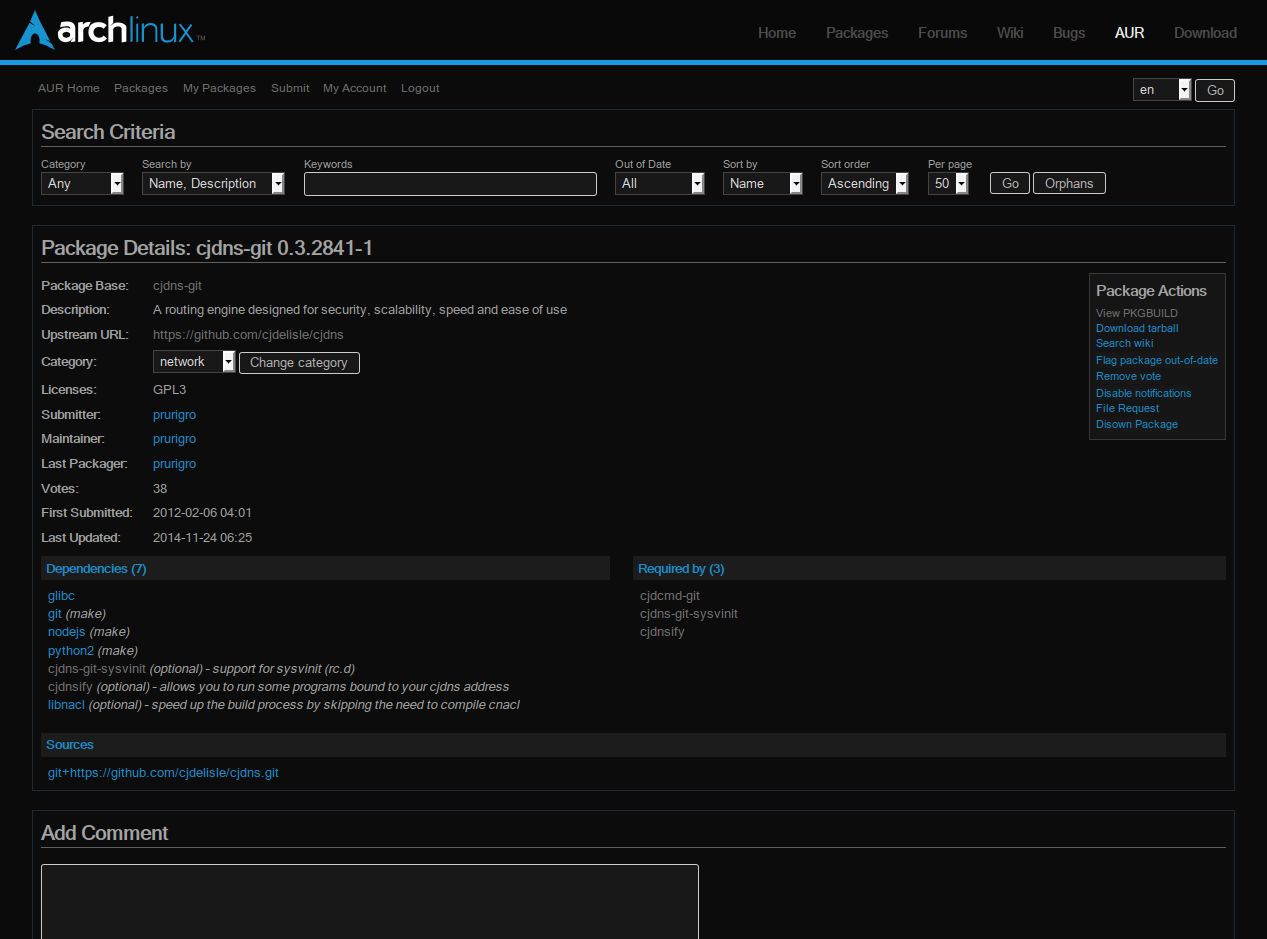 archlinux™
Home Packages Forums Wiki Bugs AUR Download
AUR Home Packages My Packages Submit My Account Logout
en Go
Search Criteria
Category Search by Keywords Out of Date Sort by Sort order Per page
Any Name, Description All Name Ascending 50 Go Orphans
Package Details: cjdns-git 0.3.2841-1
Package Base: cjdns-git
Description: A routing engine designed for security, scalability, speed and ease of use
Upstream URL: https://github.com/cjdelisle/cjdns
Category: network Change category
Licenses: GPL3
Submitter: prurigro
Maintainer: prurigro
Last Packager: prurigro
Votes: 38
First Submitted: 2012-02-06 04:01
Last Updated: 2014-11-24 06:25
Package Actions
View PKGBUILD
Download tarball
Search wiki
Flag package out-of-date
Remove vote
Disable notifications
File Request
Disown Package
Dependencies (7)
glibc
git (make)
nodejs (make)
python2 (make)
cjdns-git-sysvinit (optional) - support for sysvinit (rc.d)
cjdnsify (optional) - allows you to run some programs bound to your cjdns address
libnacl (optional) - speed up the build process by skipping the need to compile cnacl
Required by (3)
cjdcmd-git
cjdns-git-sysvinit
cjdnsify
Sources
git+https://github.com/cjdelisle/cjdns.git
Add Comment